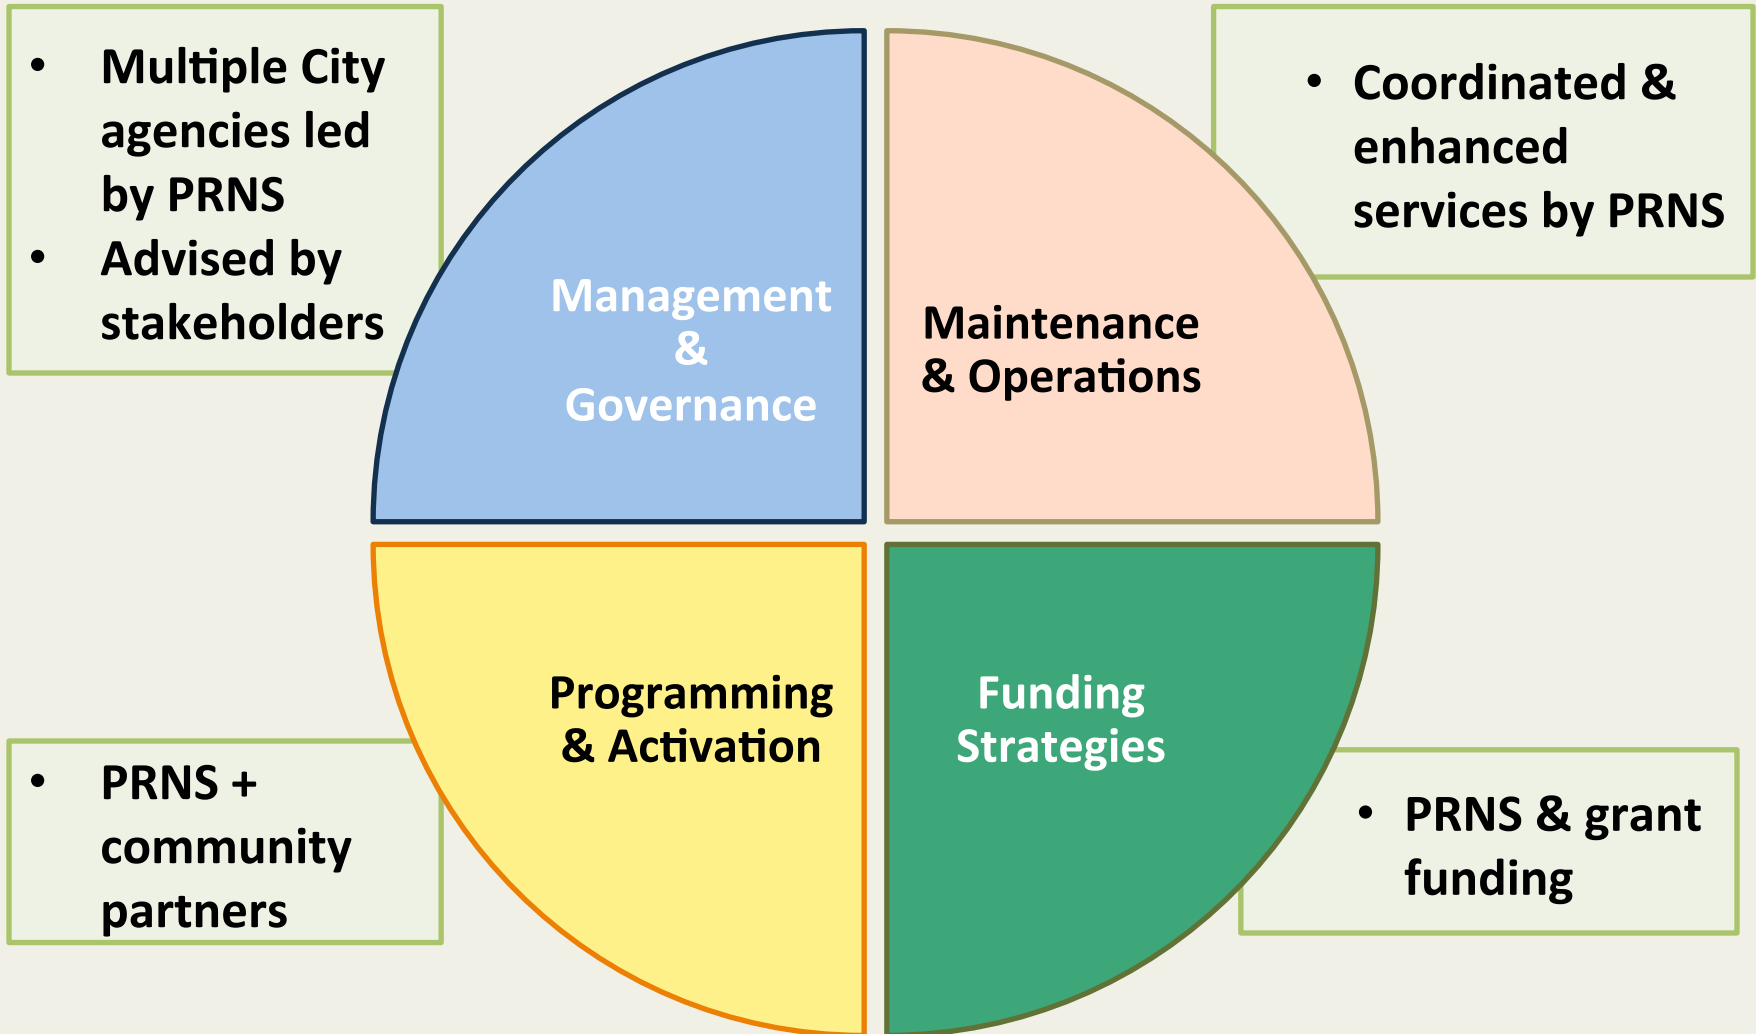 • Multiple City
agencies led
by PRNS
• Advised by
stakeholders
Management
&
Governance
Maintenance
& Operations
• Coordinated &
enhanced
services by PRNS
• PRNS +
community
partners
Programming
& Activation
Funding
Strategies
• PRNS & grant
funding